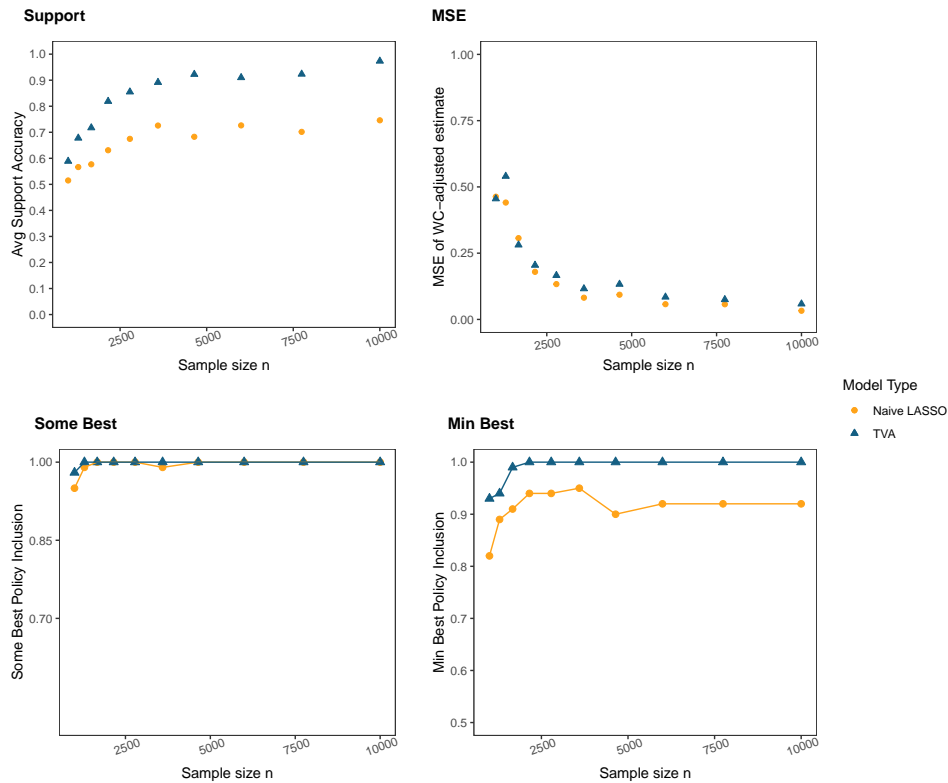 Support
1.0
0.9
0.8
0.7
0.6
0.5
0.4
0.3
0.2
0.1
0.0
Avg Support Accuracy
2500
5000
7500
10000
Sample size n
MSE
1.00
0.75
0.50
0.25
0.00
MSE of WC−adjusted estimate
2500
5000
7500
10000
Sample size n
Model Type
Naive LASSO
TVA
Some Best
1.00
0.85
0.70
Some Best Policy Inclusion
2500
5000
7500
10000
Sample size n
Min Best
1.0
0.9
0.8
0.7
0.6
0.5
Min Best Policy Inclusion
2500
5000
7500
10000
Sample size n